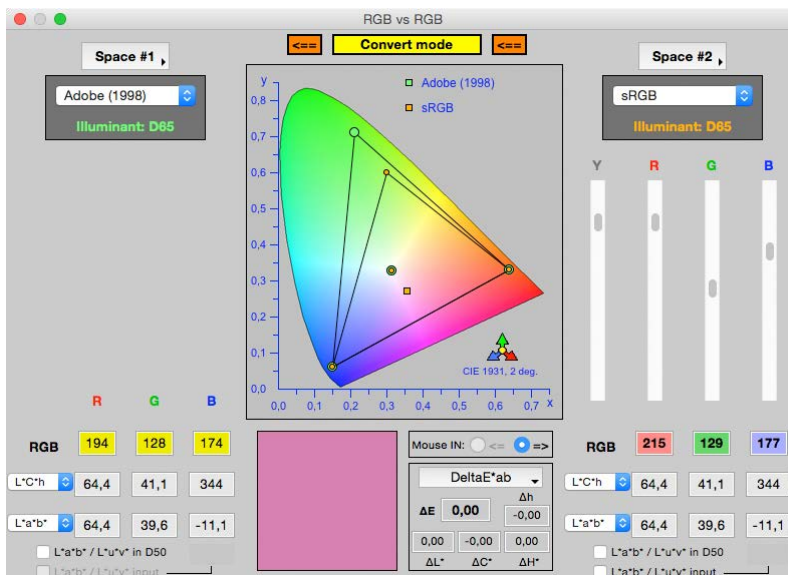 RGB vs RGB
<== Convert mode <==
Space #1
Space #2
Adobe (1998)
Illuminant: D65
sRGB
Illuminant: D65
y
Adobe (1998)
sRGB
0,8
0,7
0,6
0,5
0,4
0,3
0,2
0,1
0,0
0,0 0,1 0,2 0,3 0,4 0,5 0,6 0,7 x
CIE 1931, 2 deg.
Y R G B
R G B
RGB 194 128 174
L*C*h 64,4 41,1 344
L*a*b* 64,4 39,6 -11,1
L*a*b* / L*u*v* in D50
L*a*b* / L*u*v* input
Mouse IN: <= =>
DeltaE*ab
ΔE 0,00 Δh
-0,00
0,00 -0,00 0,00
ΔL* ΔC* ΔH*
RGB 215 129 177
L*C*h 64,4 41,1 344
L*a*b* 64,4 39,6 -11,1
L*a*b* / L*u*v* in D50
L*a*b* / L*u*v* input